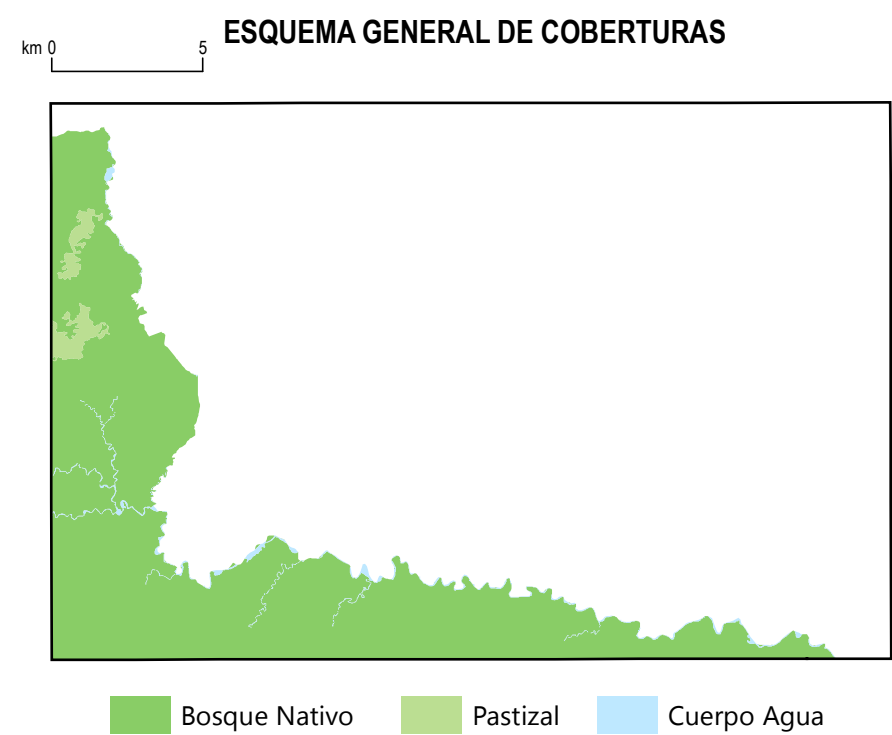 ESQUEMA GENERAL DE COBERTURAS
km 0 5
Bosque Nativo Pastizal Cuerpo Agua